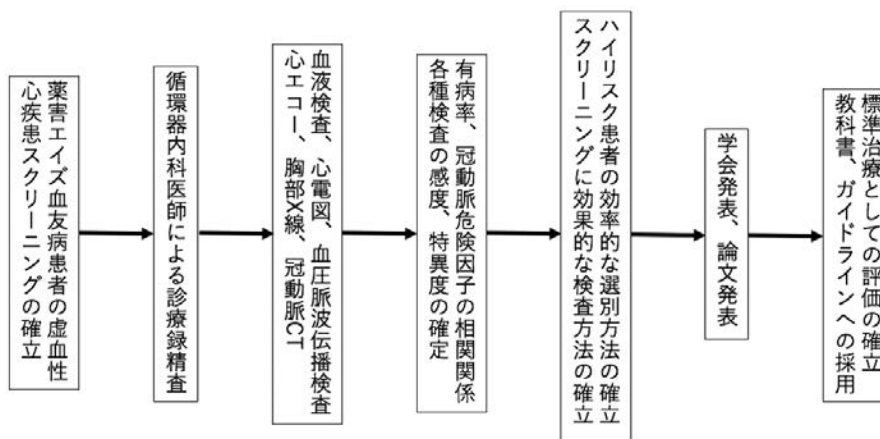 薬害エイズ血友病患者の虚血性
心疾患スクリーニングの確立
循環器内科医師による診療録精査
血液検査、心電図、血圧脈波伝播検査
心エコー、胸部X線、冠動脈CT
有病率、冠動脈危険因子の相関関係
各種検査の感度、特異度の確定
ハイリスク患者の効率的な選別方法の確立
スクリーニングに効果的な検査方法の確立
学会発表、論文発表
標準治療としての評価の確立
教科書、ガイドラインへの採用